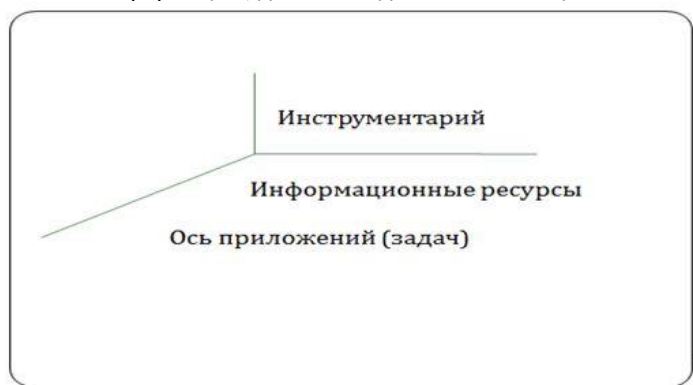 Инструментарий
Информационные ресурсы
Ось приложений (задач)